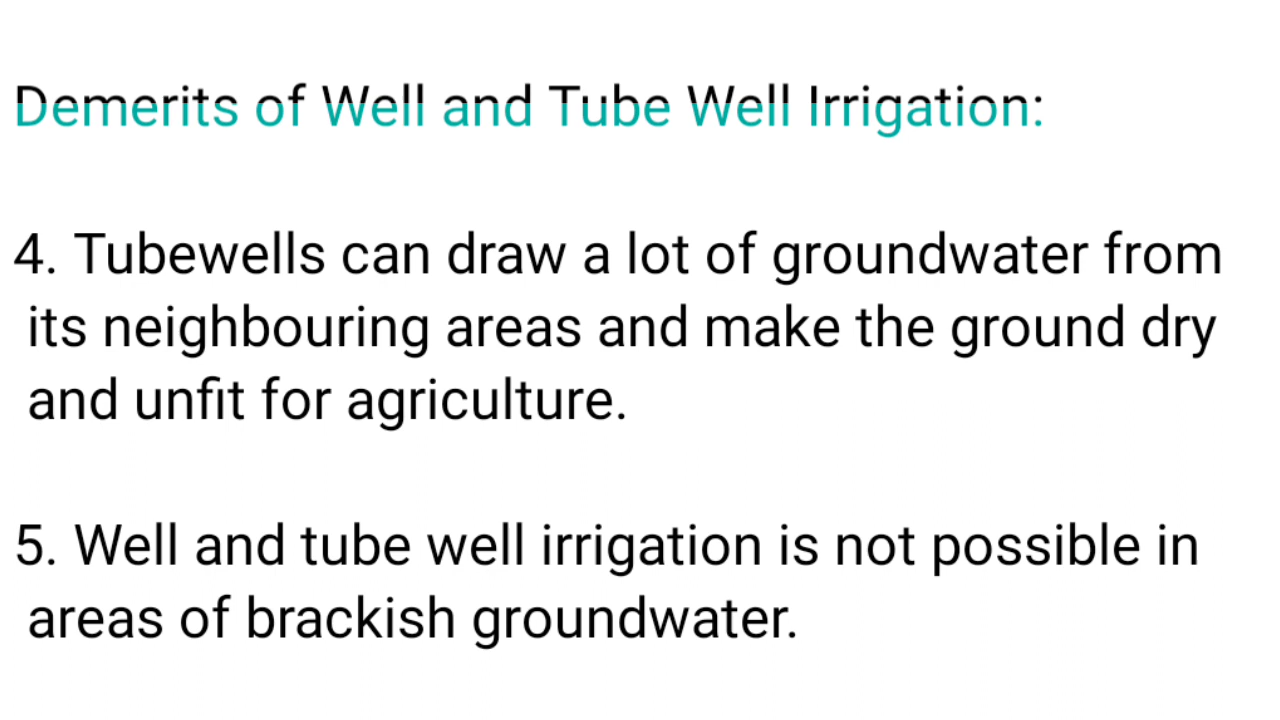 Demerits of Well and Tube Well Irrigation:
4. Tubewells can draw a lot of groundwater from
its neighbouring areas and make the ground dry
and unfit for agriculture.
5. Well and tube well irrigation is not possible in
areas of brackish groundwater.